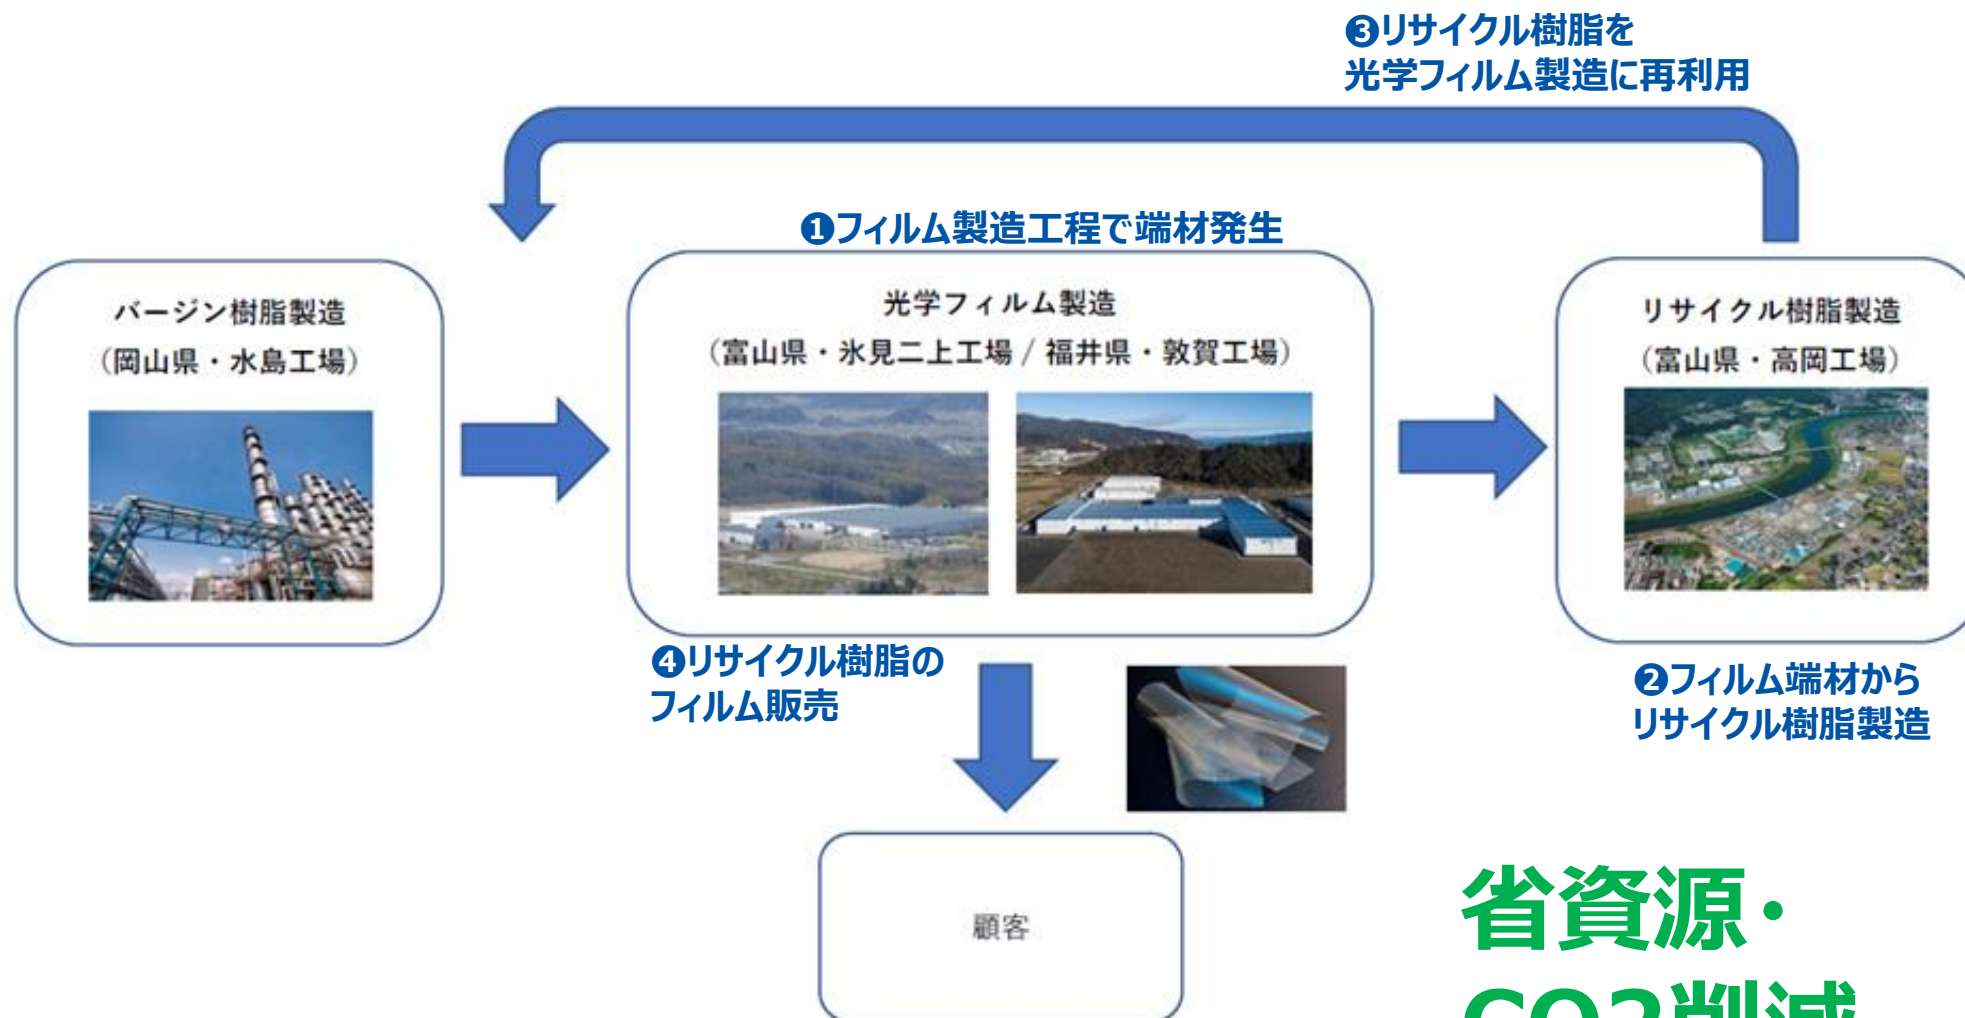 ❸リサイクル樹脂を
光学フィルム製造に再利用
❶フィルム製造工程で端材発生
バージン樹脂製造
（岡山県・水島工場）
光学フィルム製造
（富山県・氷見二上工場 / 福井県・敦賀工場）
リサイクル樹脂製造
（富山県・高岡工場）
❹リサイクル樹脂の
フィルム販売
❷フィルム端材から
リサイクル樹脂製造
顧客
省資源・
CO2削減